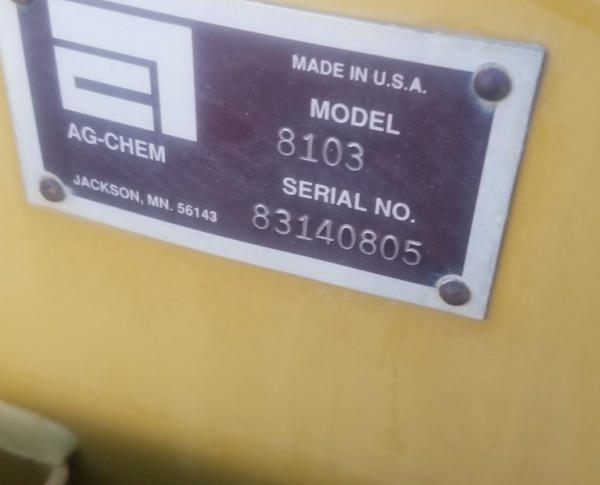 MADE IN U.S.A.
MODEL
8103
AG-CHEM
SERIAL NO.
JACKSON, MN. 56143
83140805